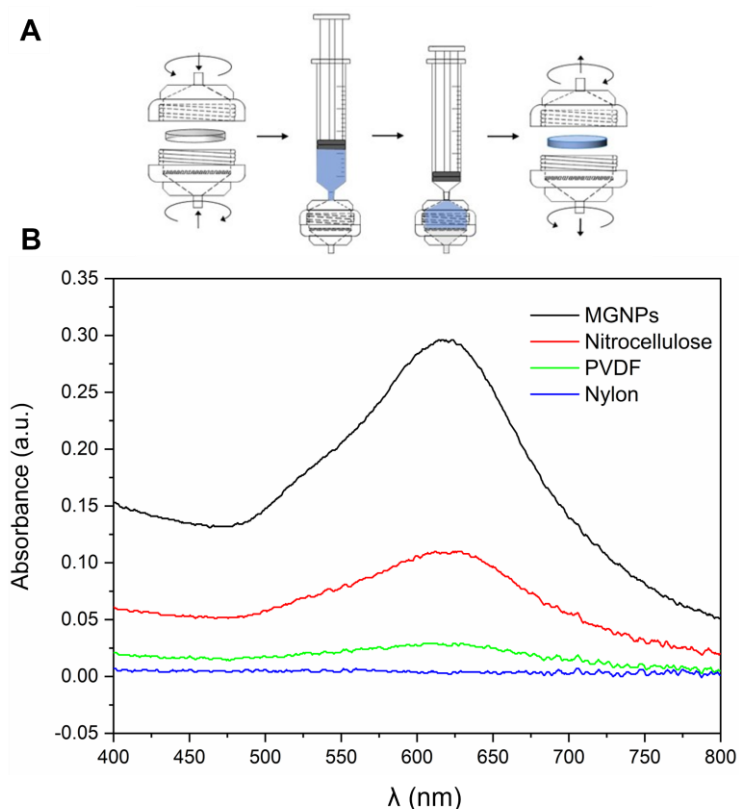 A
B
0.35
0.30
0.25
0.20
0.15
0.10
0.05
0.00
-0.05
Absorbance (a.u.)
MGNPs
Nitrocellulose
PVDF
Nylon
400 450 500 550 600 650 700 750 800
λ (nm)